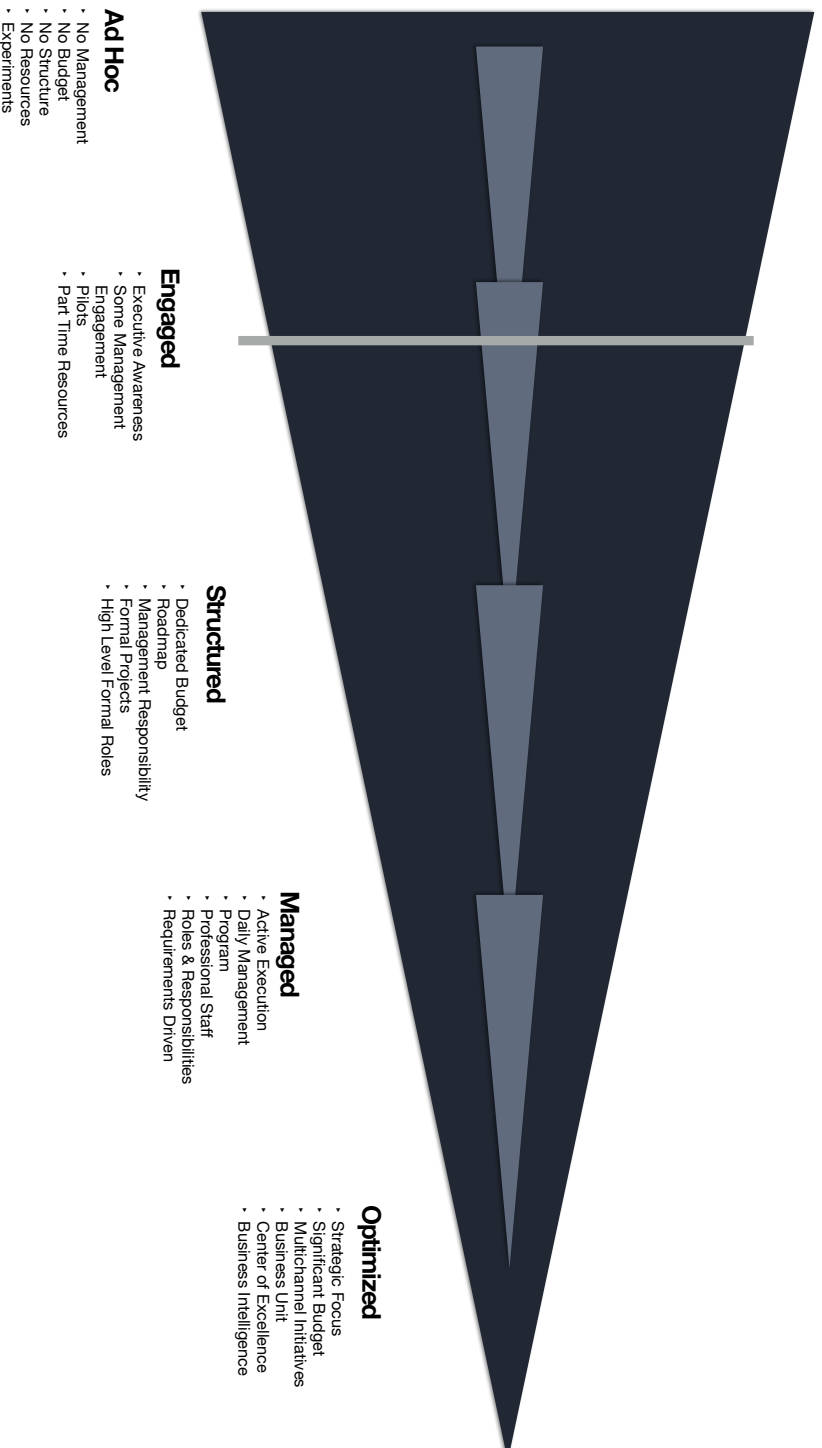 Ad Hoc
‣ No Management
‣ No Budget
‣ No Structure
‣ No Resources
‣ Experiments
Engaged
‣ Executive Awareness
‣ Some Management
Engagement
‣ Pilots
‣ Part Time Resources
Structured
‣ Dedicated Budget
‣ Roadmap
‣ Management Responsibility
‣ Formal Projects
‣ High Level Formal Roles
Managed
‣ Active Execution
‣ Daily Management
‣ Program
‣ Professional Staff
‣ Roles & Responsibilities
‣ Requirements Driven
Optimized
‣ Strategic Focus
‣ Significant Budget
‣ Multichannel Initiatives
‣ Business Unit
‣ Center of Excellence
‣ Business Intelligence